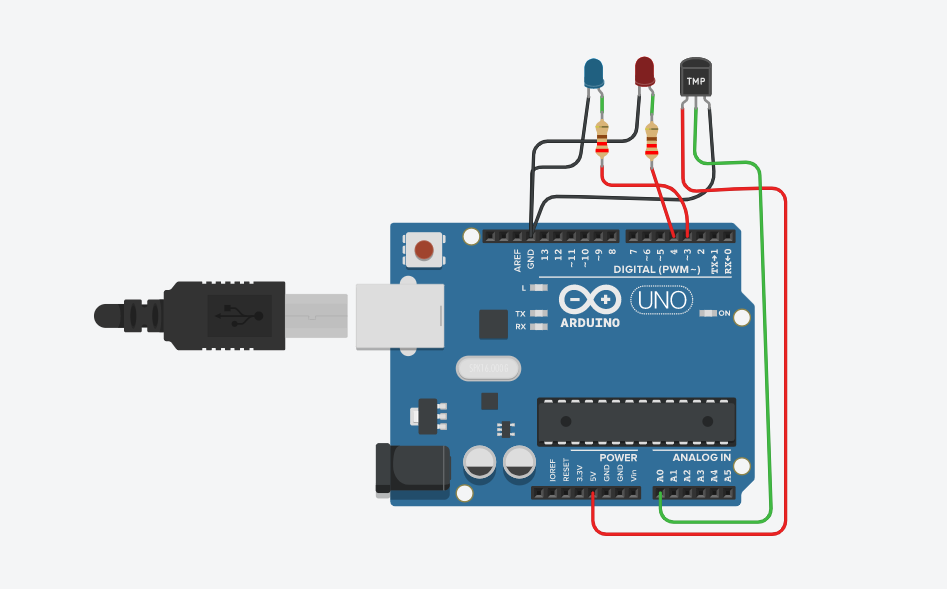 TMP
AREF
GND
13
12
~11
~10
~9
8
7
~6
~5
4
~3
2
TX→1
RX←0
DIGITAL (PWM~)
L
TX
RX
ARDUINO
UNO
ON
POWER
ANALOG IN
IOREF
RESET
3.3V
5V
GND
GND
Vin
A0
A1
A2
A3
A4
A5